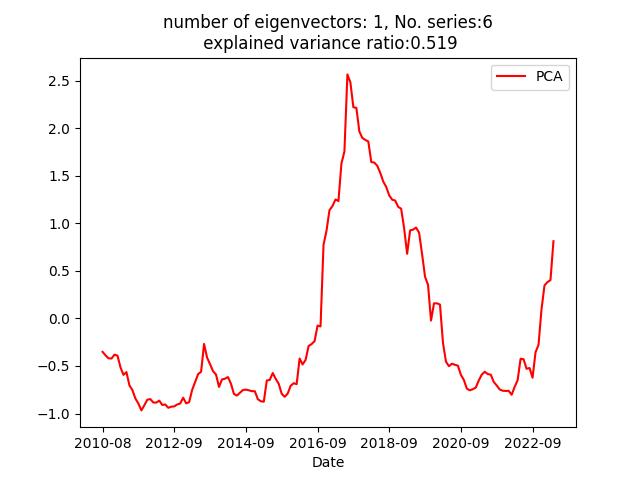 number of eigenvectors: 1, No. series:6
explained variance ratio:0.519
PCA
2.5
2.0
1.5
1.0
0.5
0.0
−0.5
−1.0
2010-08 2012-09 2014-09 2016-09 2018-09 2020-09 2022-09
Date